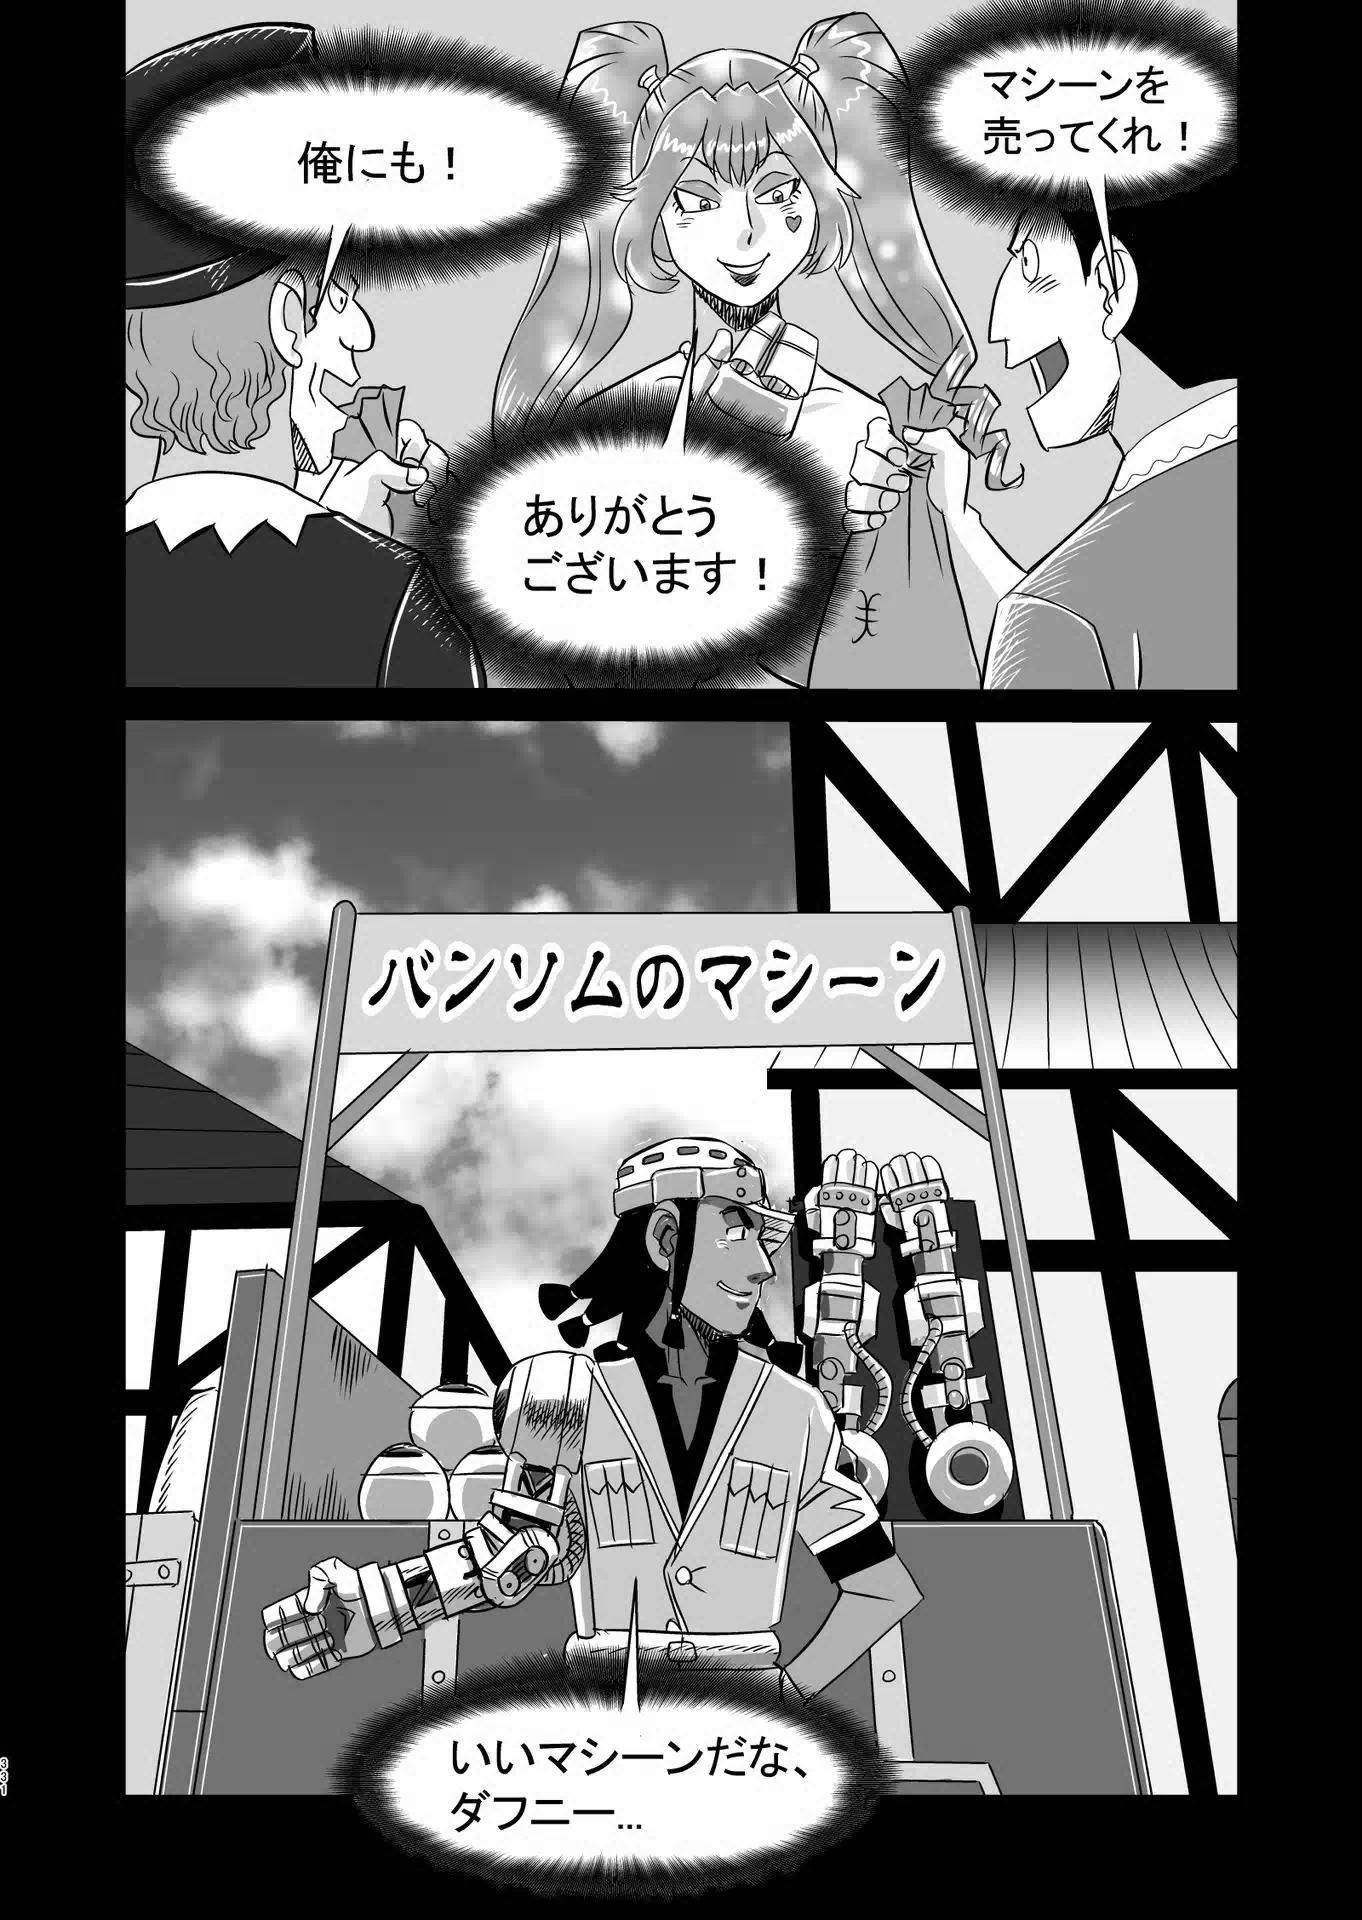 マシーンを
売ってくれ！
俺にも！
ありがとう
ございます！
バンソムのマシーン
いいマシーンだな、
ダフニー…
331